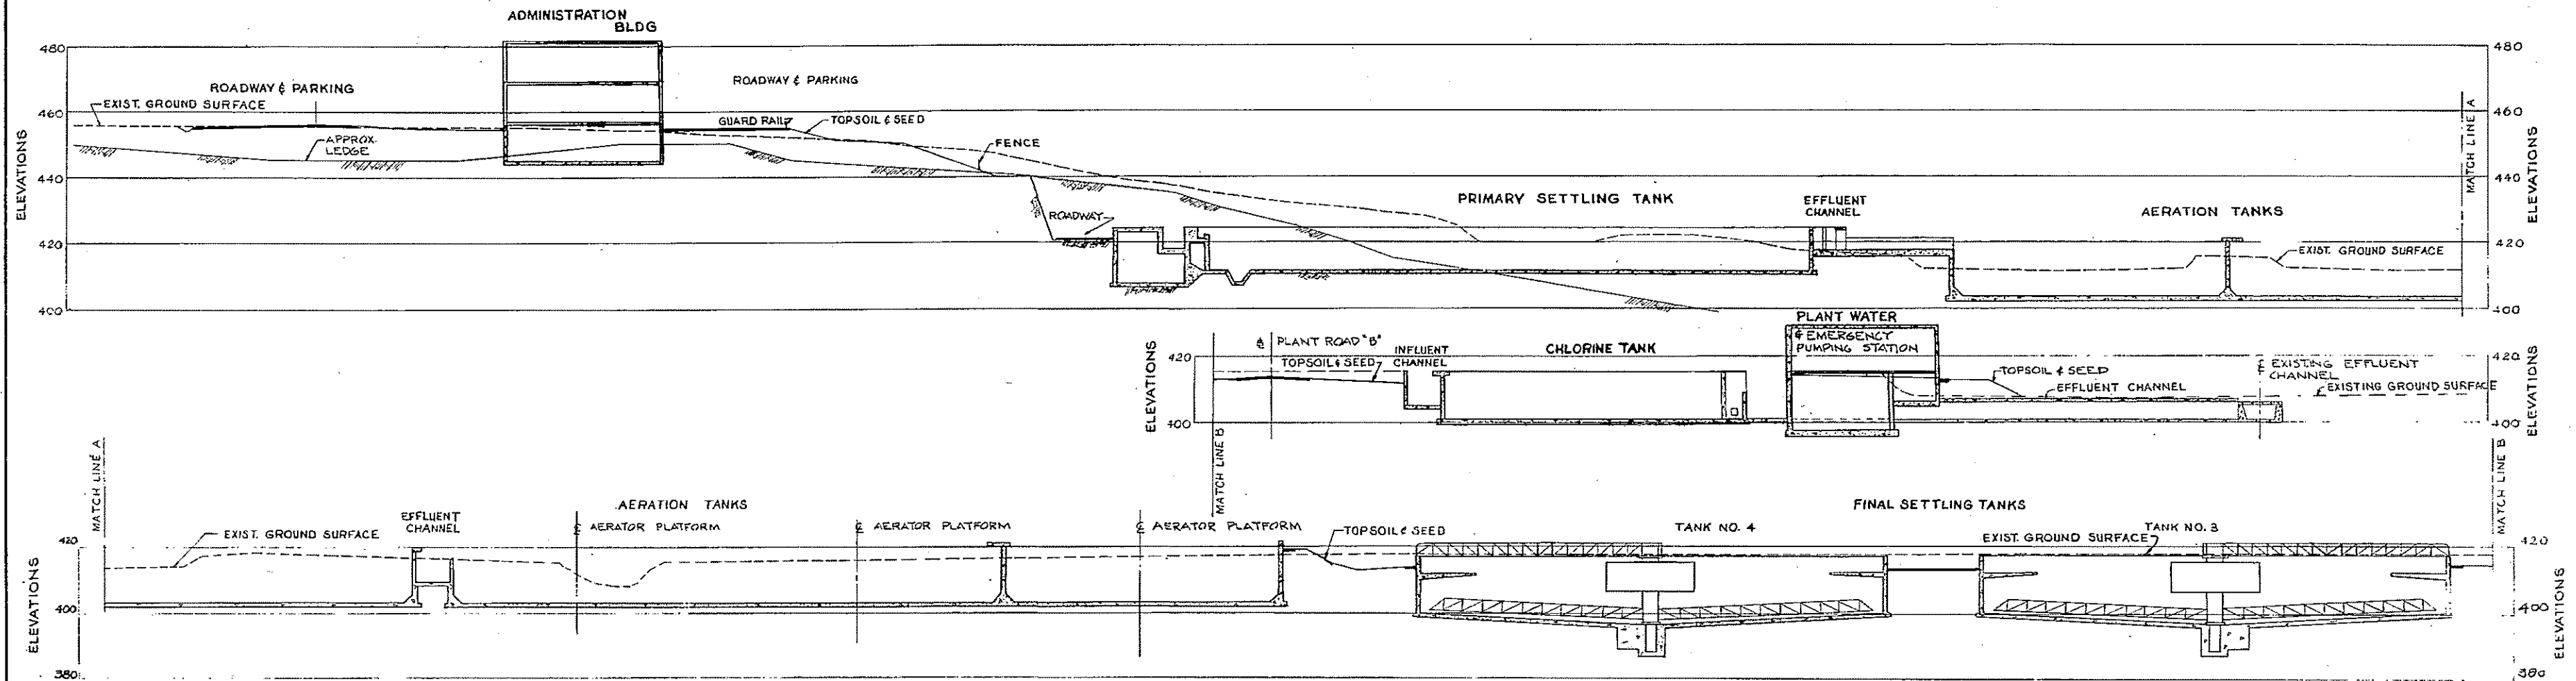 ADMINISTRATION
BLDG
480
480
ROADWAY & PARKING
ROADWAY & PARKING
EXIST. GROUND SURFACE
460
460
GUARD RAIL
TOPSOIL & SEED
APPROX.
LEDGE
FENCE
MATCH LINE A
ELEVATIONS
ELEVATIONS
440
440
PRIMARY SETTLING TANK
EFFLUENT
CHANNEL
AERATION TANKS
ROADWAY
420
420
EXIST. GROUND SURFACE
400
400
PLANT WATER
& EMERGENCY
PUMPING STATION
ELEVATIONS
℄ PLANT ROAD "B"
INFLUENT
CHANNEL
CHLORINE TANK
420
420
TOPSOIL & SEED
℄ EXISTING EFFLUENT
CHANNEL
TOPSOIL & SEED
EFFLUENT CHANNEL
EXISTING GROUND SURFACE
ELEVATIONS
400
400
MATCH LINE B
MATCH LINE A
MATCH LINE B
AERATION TANKS
FINAL SETTLING TANKS
EFFLUENT
CHANNEL
℄ AERATOR PLATFORM
℄ AERATOR PLATFORM
℄ AERATOR PLATFORM
TANK NO. 4
TANK NO. 3
EXIST. GROUND SURFACE
TOPSOIL & SEED
EXIST. GROUND SURFACE
420
420
ELEVATIONS
ELEVATIONS
400
400
380
380